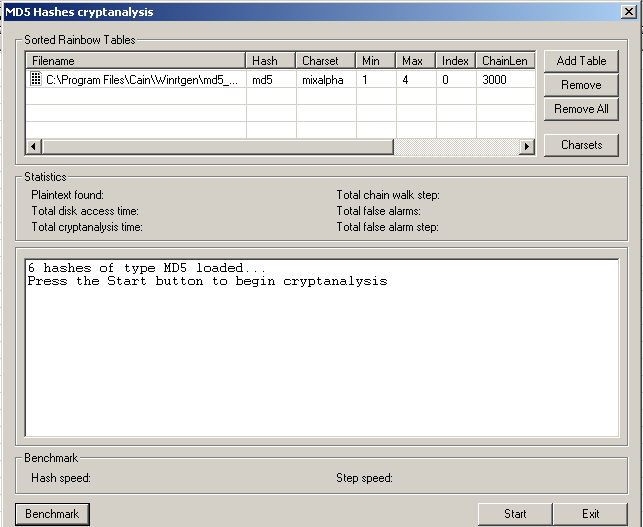 MD5 Hashes cryptanalysis
Sorted Rainbow Tables
Filename Hash Charset Min Max Index ChainLen
C:\Program Files\Cain\Winrtgen\md5_... md5 mixalpha 1 4 0 3000
Add Table
Remove
Remove All
Charsets
Statistics
Plaintext found: Total chain walk step:
Total disk access time: Total false alarms:
Total cryptanalysis time: Total false alarm step:
6 hashes of type MD5 loaded...
Press the Start button to begin cryptanalysis
Benchmark
Hash speed: Step speed:
Benchmark Start Exit